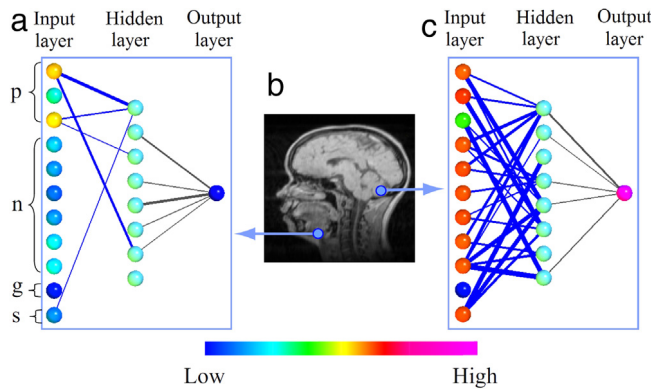 a
Input layer
Hidden layer
Output layer
p
n
g
s
b
c
Input layer
Hidden layer
Output layer
Low
High